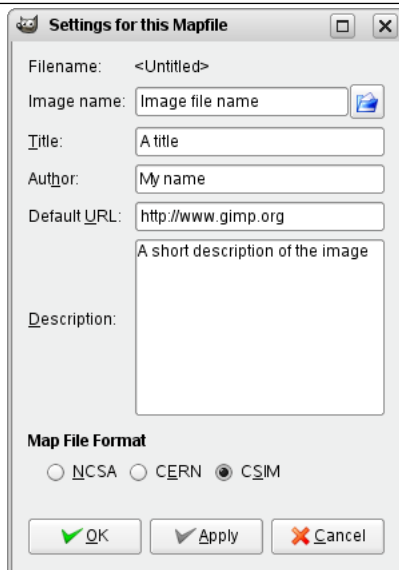 Settings for this Mapfile
Filename: <Untitled>
Image name: Image file name
Title: A title
Author: My name
Default URL: http://www.gimp.org
A short description of the image
Description:
Map File Format
NCSA CERN CSIM
OK Apply Cancel